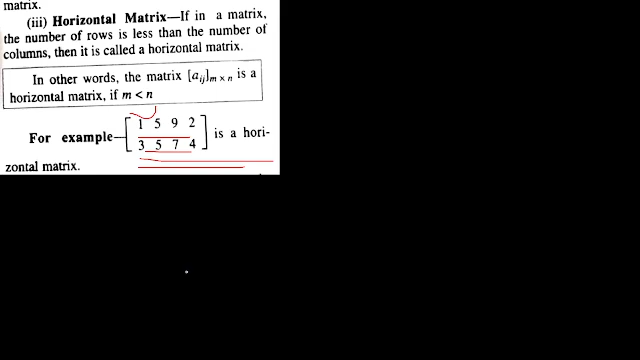 matrix.
(iii) Horizontal Matrix—If in a matrix,
the number of rows is less than the number of
columns, then it is called a horizontal matrix.
In other words, the matrix [a_{ij}]_{m × n} is a
horizontal matrix, if m < n
For example— [ 1 5 9 2
3 5 7 4 ] is a hori-
zontal matrix.